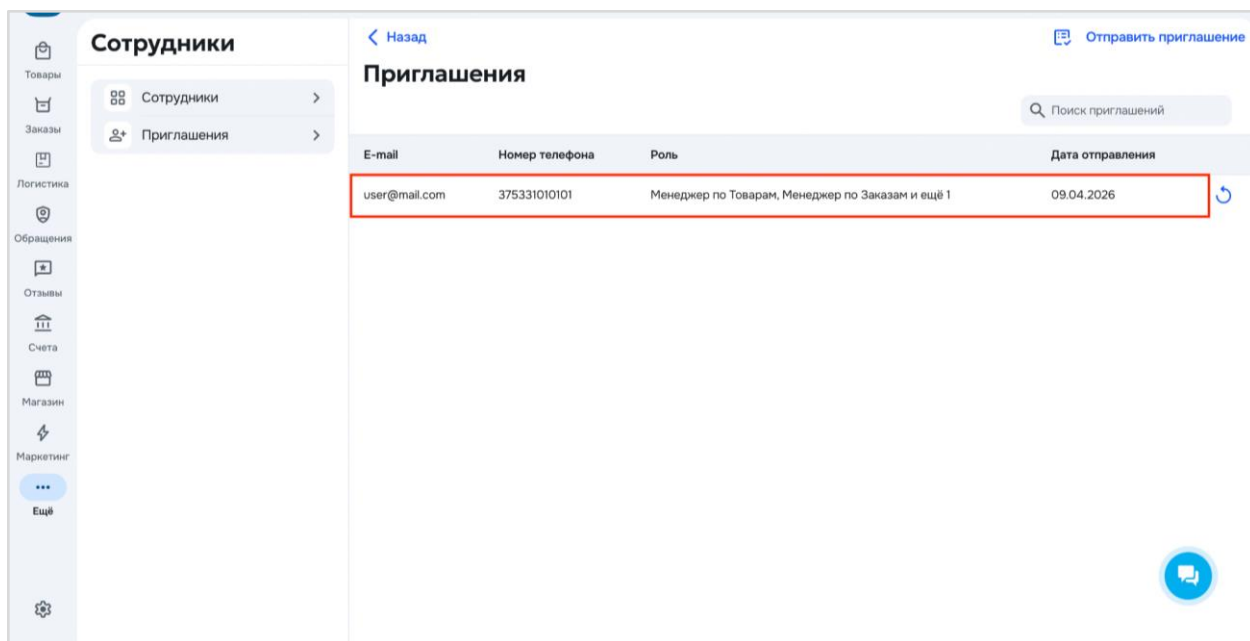 Товары
Заказы
Логистика
Обращения
Отзывы
Счета
Магазин
Маркетинг
Ещё
Сотрудники
Сотрудники
Приглашения
Назад
Отправить приглашение
Приглашения
Поиск приглашений
E-mail Номер телефона Роль Дата отправления
user@mail.com 375331010101 Менеджер по Товарам, Менеджер по Заказам и ещё 1 09.04.2026